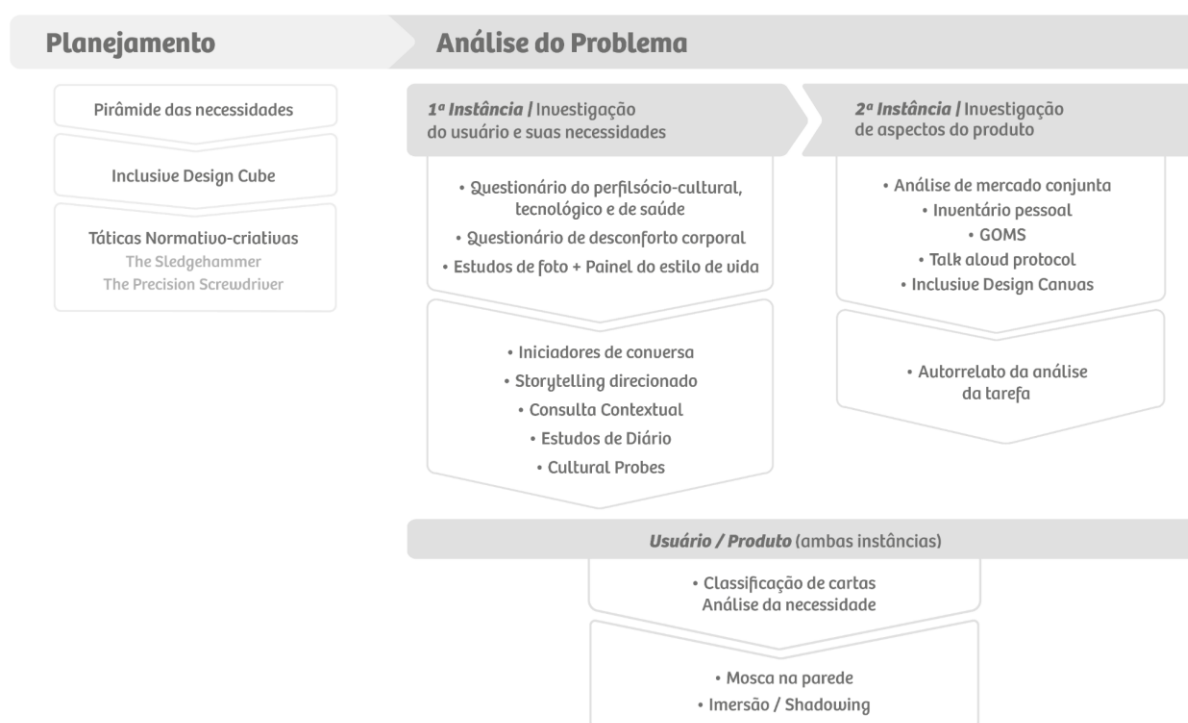 Planejamento
Pirâmide das necessidades
Inclusive Design Cube
Táticas Normativo-criativas
The Sledgehammer
The Precision Screwdriver
Análise do Problema
1ª Instância / Investigação
do usuário e suas necessidades
• Questionário do perfilsócio-cultural,
tecnológico e de saúde
• Questionário de desconforto corporal
• Estudos de foto + Painel do estilo de vida
• Iniciadores de conversa
• Storytelling direcionado
• Consulta Contextual
• Estudos de Diário
• Cultural Probes
2ª Instância / Investigação
de aspectos do produto
• Análise de mercado conjunta
• Inventário pessoal
• GOMS
• Talk aloud protocol
• Inclusive Design Canvas
• Autorrelato da análise
da tarefa
Usuário / Produto (ambas instâncias)
• Classificação de cartas
Análise da necessidade
• Mosca na parede
• Imersão / Shadowing